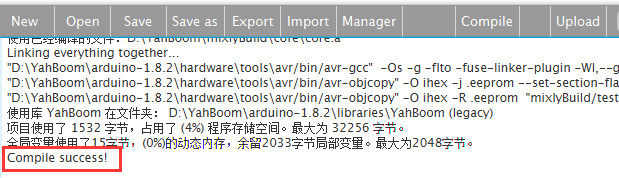 New Open Save Save as Export Import Manager Compile Upload
使用已经编译的文件：D:\YahBoom\mixlyBuild\core\core.a
Linking everything together...
"D:\YahBoom\arduino-1.8.2\hardware\tools\avr/bin/avr-gcc" -Os -g -flto -fuse-linker-plugin -Wl,--g
"D:\YahBoom\arduino-1.8.2\hardware\tools\avr/bin/avr-objcopy" -O ihex -j .eeprom --set-section-fla
"D:\YahBoom\arduino-1.8.2\hardware\tools\avr/bin/avr-objcopy" -O ihex -R .eeprom "mixlyBuild/test
使用库 YahBoom 在文件夹： D:\YahBoom\arduino-1.8.2\libraries\YahBoom (legacy)
项目使用了 1532 字节，占用了 (4%) 程序存储空间。最大为 32256 字节。
全局变量使用了15字节，(0%)的动态内存，余留2033字节局部变量。最大为2048字节。
Compile success!